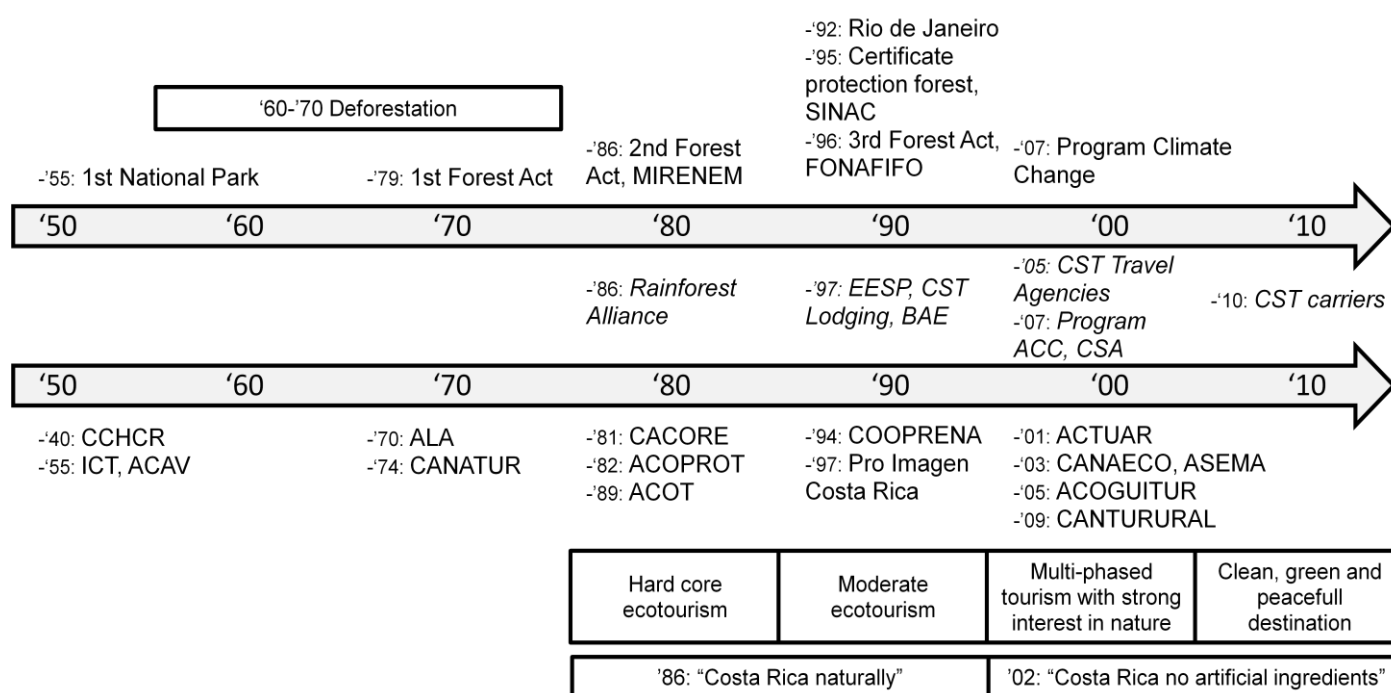 -'92: Rio de Janeiro
-'95: Certificate
protection forest,
SINAC
-'96: 3rd Forest Act,
FONAFIFO
‘60-’70 Deforestation
-'86: 2nd Forest
Act, MIRENEM
-'07: Program Climate
Change
-'55: 1st National Park
-'79: 1st Forest Act
‘50 ‘60 ‘70 ‘80 ‘90 ‘00 ‘10
-'86: Rainforest
Alliance
-'97: EESP, CST
Lodging, BAE
-'05: CST Travel
Agencies
-'07: Program
ACC, CSA
-‘10: CST carriers
‘50 ‘60 ‘70 ‘80 ‘90 ‘00 ‘10
-'40: CCHCR
-'55: ICT, ACAV
-'70: ALA
-'74: CANATUR
-'81: CACORE
-'82: ACOPROT
-'89: ACOT
-'94: COOPRENA
-'97: Pro Imagen
Costa Rica
-'01: ACTUAR
-'03: CANAECO, ASEMA
-'05: ACOGUITUR
-'09: CANTURURAL
Hard core
ecotourism
Moderate
ecotourism
Multi-phased
tourism with strong
interest in nature
Clean, green and
peacefull
destination
’86: “Costa Rica naturally”
’02: “Costa Rica no artificial ingredients”